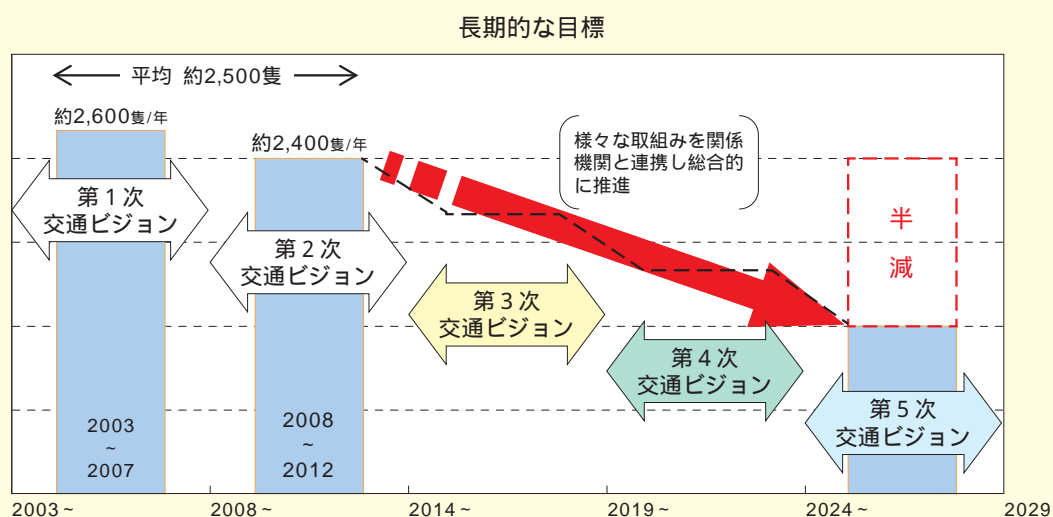 長期的な目標
平均 約2,500隻
約2,600隻/年
約2,400隻/年
様々な取組みを関係
機関と連携し総合的
に推進
第1次
交通ビジョン
第2次
交通ビジョン
第3次
交通ビジョン
第4次
交通ビジョン
第5次
交通ビジョン
半
減
2003
~
2007
2008
~
2012
2003~
2008~
2014~
2019~
2024~
2029